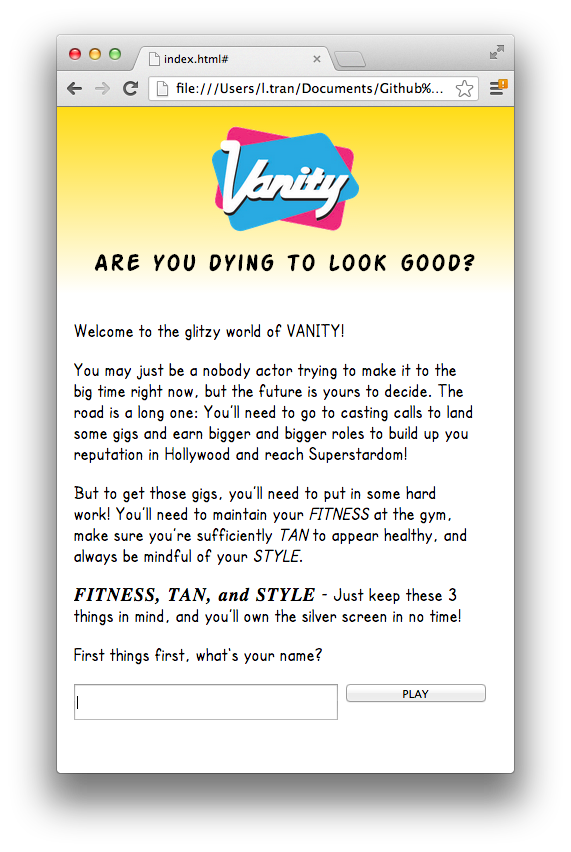 index.html#
file:///Users/l.tran/Documents/Github%...
Vanity
ARE YOU DYING TO LOOK GOOD?
Welcome to the glitzy world of VANITY!
You may just be a nobody actor trying to make it to the
big time right now, but the future is yours to decide. The
road is a long one: You'll need to go to casting calls to land
some gigs and earn bigger and bigger roles to build up you
reputation in Hollywood and reach Superstardom!
But to get those gigs, you'll need to put in some hard
work! You'll need to maintain your FITNESS at the gym,
make sure you're sufficiently TAN to appear healthy, and
always be mindful of your STYLE.
FITNESS, TAN, and STYLE - Just keep these 3
things in mind, and you'll own the silver screen in no time!
First things first, what's your name?
PLAY